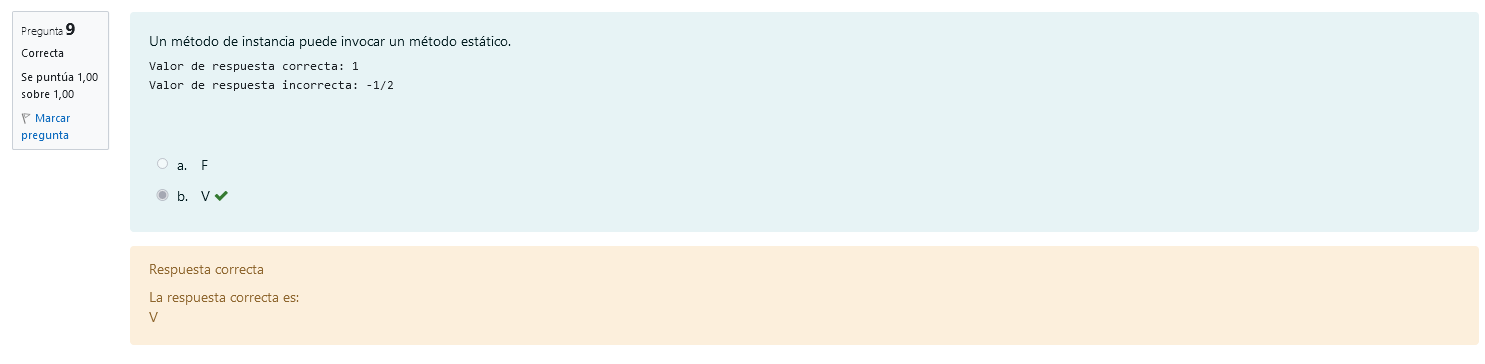 Pregunta 9
Correcta
Se puntúa 1,00
sobre 1,00
Marcar
pregunta
Un método de instancia puede invocar un método estático.
Valor de respuesta correcta: 1
Valor de respuesta incorrecta: -1/2
a. F
b. V
Respuesta correcta
La respuesta correcta es:
V